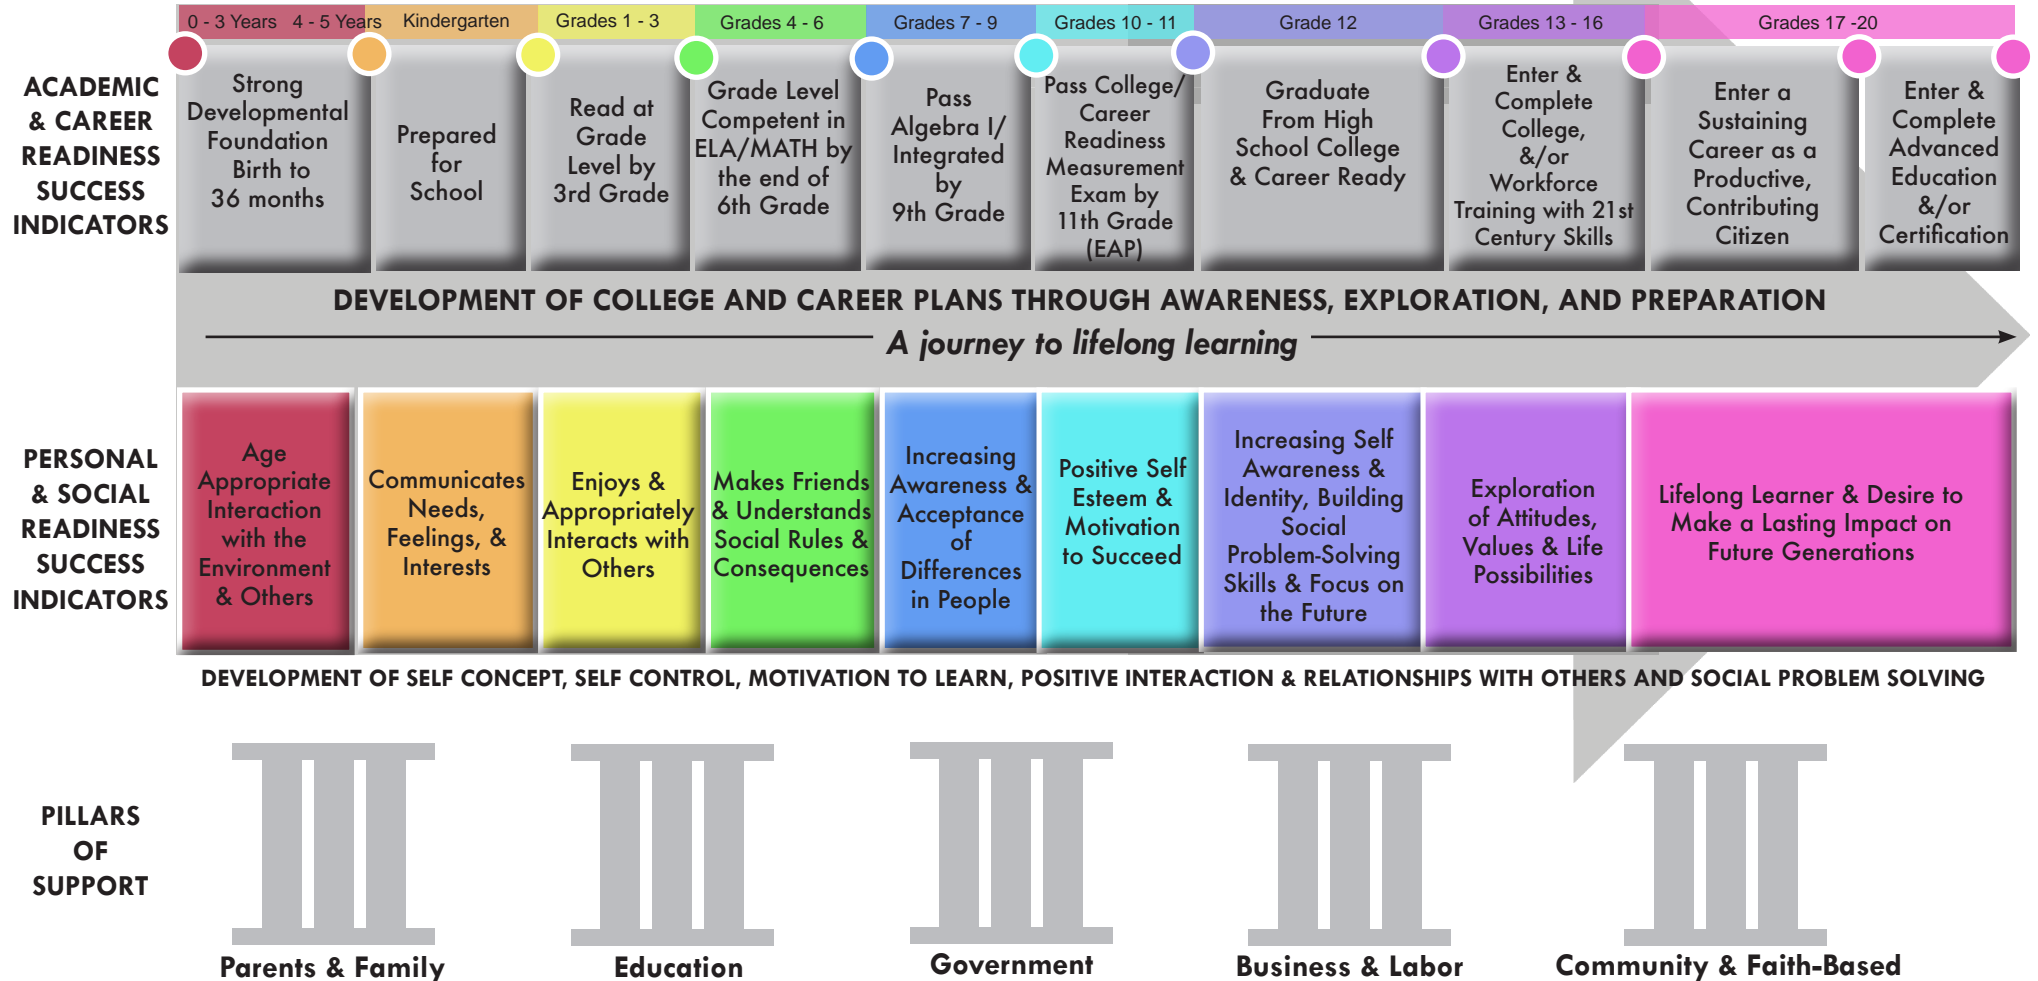 0 - 3 Years 4 - 5 Years
Kindergarten
Grades 1 - 3
Grades 4 - 6
Grades 7 - 9
Grades 10 - 11
Grade 12
Grades 13 - 16
Grades 17 -20
ACADEMIC
& CAREER
READINESS
SUCCESS
INDICATORS
Strong
Developmental
Foundation
Birth to
36 months
Prepared
for
School
Read at
Grade
Level by
3rd Grade
Grade Level
Competent in
ELA/MATH by
the end of
6th Grade
Pass
Algebra I/
Integrated
by
9th Grade
Pass College/
Career
Readiness
Measurement
Exam by
11th Grade
(EAP)
Graduate
From High
School College
& Career Ready
Enter &
Complete
College,
&/or
Workforce
Training with 21st
Century Skills
Enter a
Sustaining
Career as a
Productive,
Contributing
Citizen
Enter &
Complete
Advanced
Education
&/or
Certification
DEVELOPMENT OF COLLEGE AND CAREER PLANS THROUGH AWARENESS, EXPLORATION, AND PREPARATION
A journey to lifelong learning
PERSONAL
& SOCIAL
READINESS
SUCCESS
INDICATORS
Age
Appropriate
Interaction
with the
Environment
& Others
Communicates
Needs,
Feelings, &
Interests
Enjoys &
Appropriately
Interacts with
Others
Makes Friends
& Understands
Social Rules &
Consequences
Increasing
Awareness &
Acceptance
of
Differences
in People
Positive Self
Esteem &
Motivation
to Succeed
Increasing Self
Awareness &
Identity, Building
Social
Problem-Solving
Skills & Focus on
the Future
Exploration
of Attitudes,
Values & Life
Possibilities
Lifelong Learner & Desire to
Make a Lasting Impact on
Future Generations
DEVELOPMENT OF SELF CONCEPT, SELF CONTROL, MOTIVATION TO LEARN, POSITIVE INTERACTION & RELATIONSHIPS WITH OTHERS AND SOCIAL PROBLEM SOLVING
PILLARS
OF
SUPPORT
Parents & Family
Education
Government
Business & Labor
Community & Faith-Based